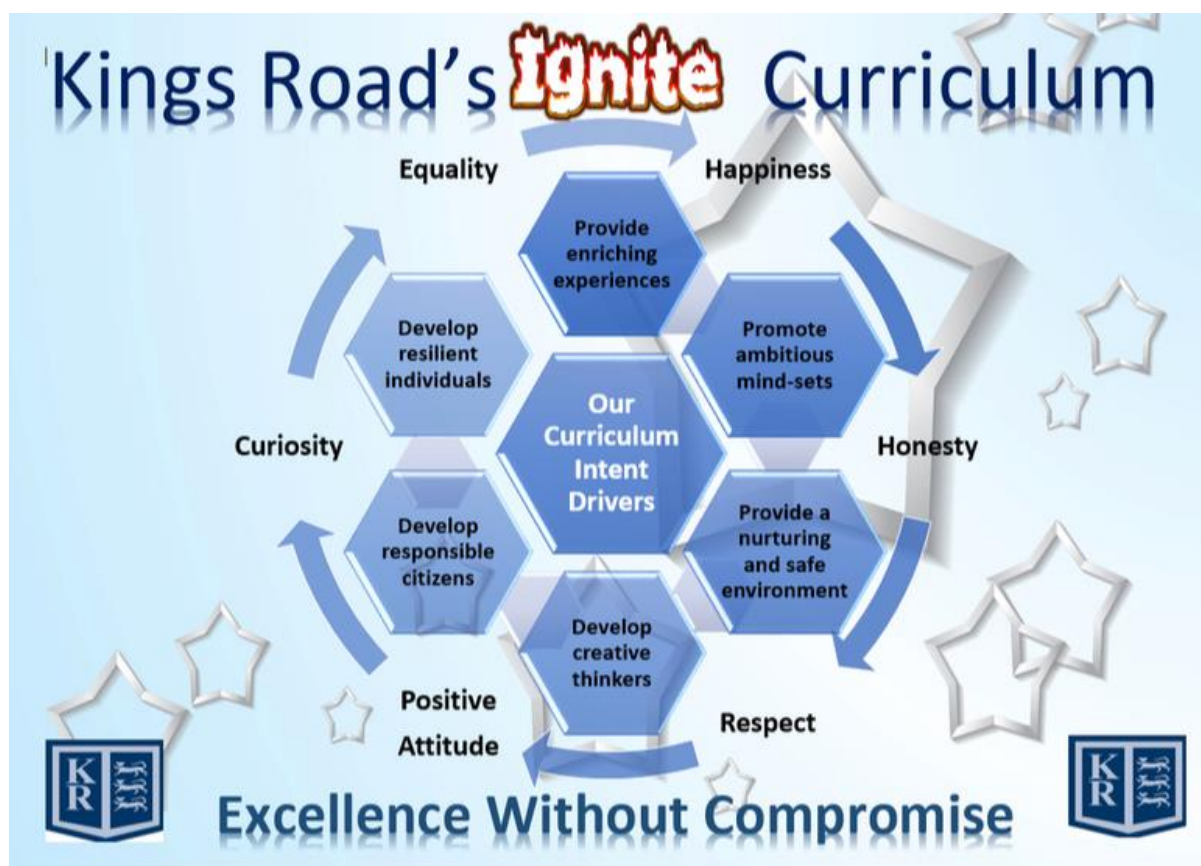 Kings Road's Ignite Curriculum
Equality
Happiness
Provide
enriching
experiences
Develop
resilient
individuals
Promote
ambitious
mind-sets
Our
Curriculum
Intent
Drivers
Curiosity
Honesty
Develop
responsible
citizens
Provide a
nurturing
and safe
environment
Develop
creative
thinkers
Positive
Attitude
Respect
K
R
K
R
Excellence Without Compromise